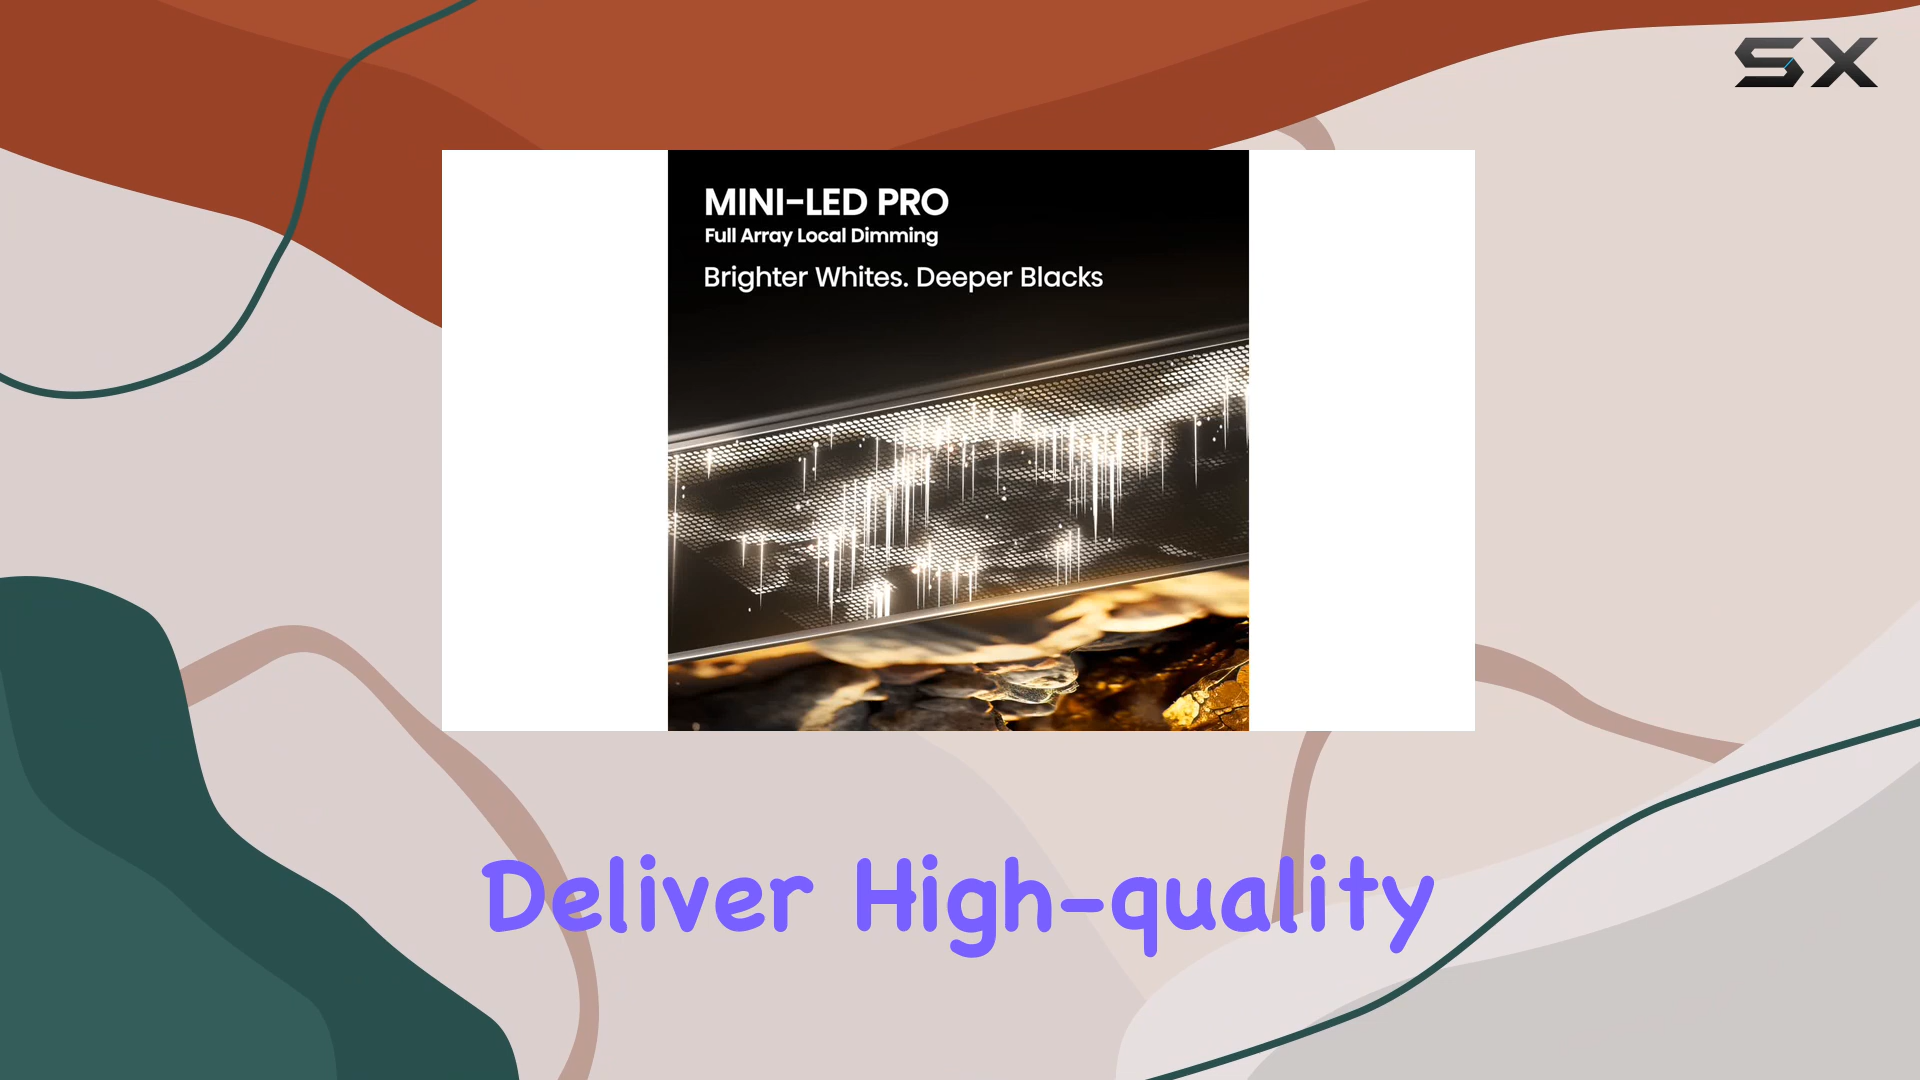 SX
MINI-LED PRO
Full Array Local Dimming
Brighter Whites. Deeper Blacks
Deliver High-quality